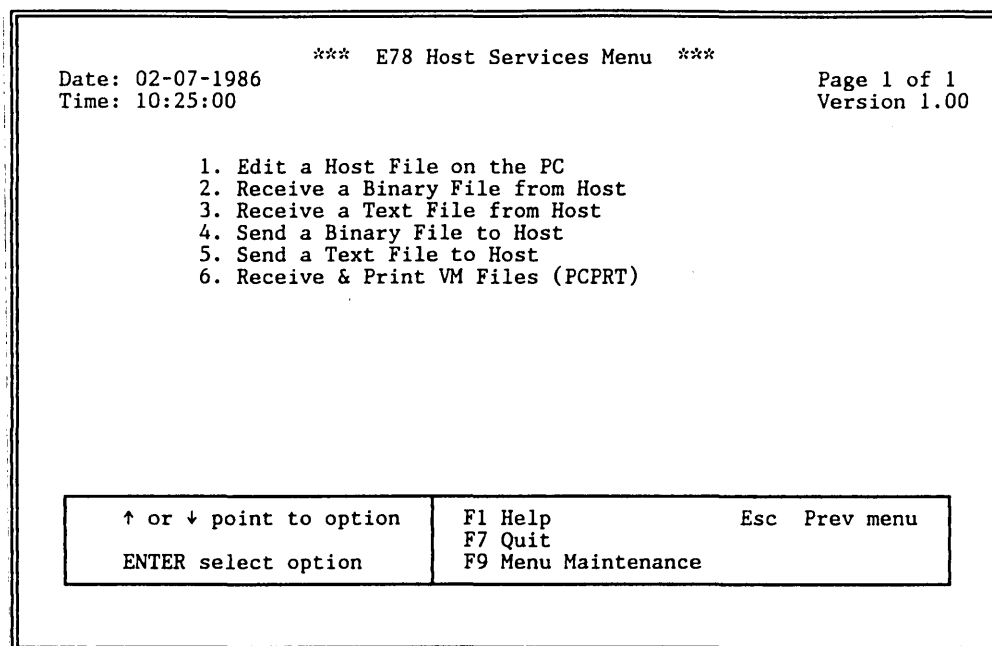 *** E78 Host Services Menu ***
Date: 02-07-1986 Page 1 of 1
Time: 10:25:00 Version 1.00
1. Edit a Host File on the PC
2. Receive a Binary File from Host
3. Receive a Text File from Host
4. Send a Binary File to Host
5. Send a Text File to Host
6. Receive & Print VM Files (PCPRT)
↑ or ↓ point to option F1 Help Esc Prev menu
F7 Quit
ENTER select option F9 Menu Maintenance